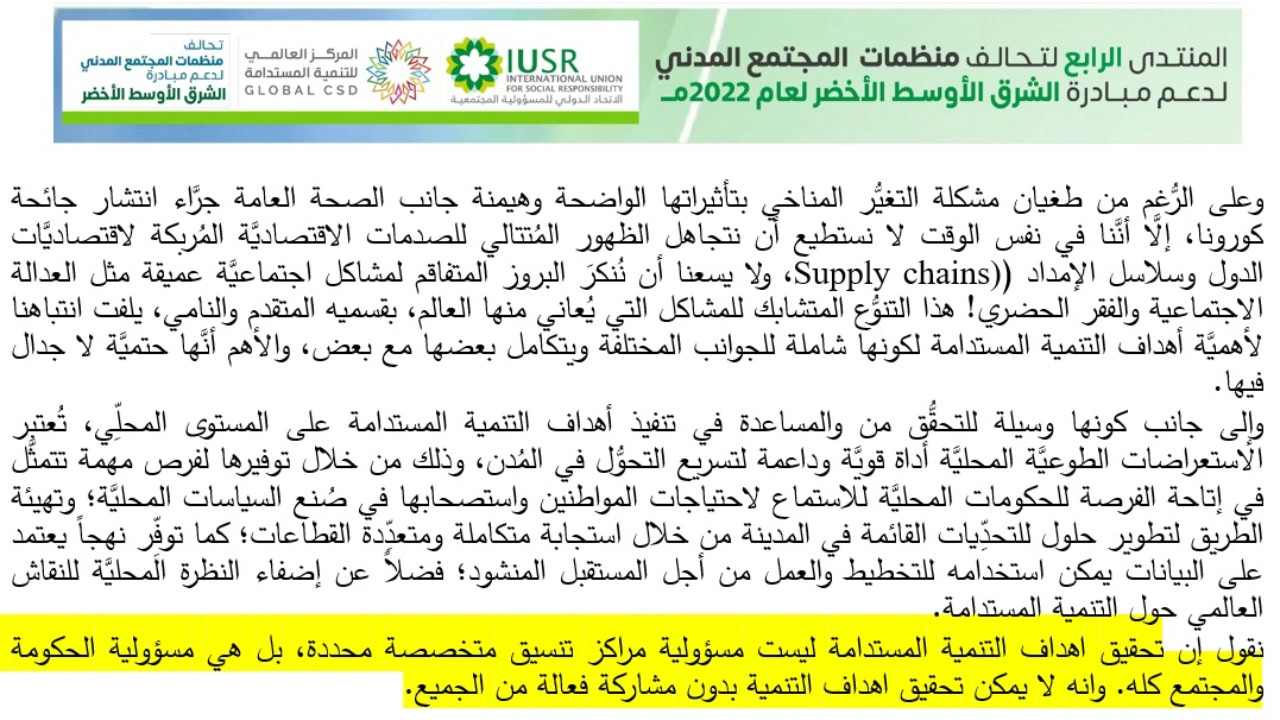 المنتدى الرابع لتحالف منظمات المجتمع المدني
لدعم مبادرة الشرق الأوسط الأخضر لعام 2022مـ
IUSR
INTERNATIONAL UNION
FOR SOCIAL RESPONSIBILITY
الاتحاد الدولي للمسؤولية المجتمعية
المركز العالمي
للتنمية المستدامة
GLOBAL CSD
تحالف
منظمات المجتمع المدني
لدعم مبادرة
الشرق الأوسط الأخضر
وعلى الرُّغم من طغيان مشكلة التغيُّر المناخي بتأثيراتها الواضحة وهيمنة جانب الصحة العامة جرَّاء انتشار جائحة
كورونا، إلَّا أنَّنا في نفس الوقت لا نستطيع أن نتجاهل الظهور المُتتالي للصدمات الاقتصاديَّة المُربكة لاقتصاديَّات
الدول وسلاسل الإمداد ((Supply chains، ولا يسعنا أن نُنكرَ البروز المتفاقم لمشاكل اجتماعيَّة عميقة مثل العدالة
الاجتماعية والفقر الحضري! هذا التنوُّع المتشابك للمشاكل التي يُعاني منها العالم، بقسميه المتقدم والنامي، يلفت انتباهنا
لأهميَّة أهداف التنمية المستدامة لكونها شاملة للجوانب المختلفة ويتكامل بعضها مع بعض، والأهم أنَّها حتميَّة لا جدال
فيها.
وإلى جانب كونها وسيلة للتحقُّق من والمساعدة في تنفيذ أهداف التنمية المستدامة على المستوى المحلِّي، تُعتبر
الاستعراضات الطوعيَّة المحليَّة أداة قويَّة وداعمة لتسريع التحوُّل في المُدن، وذلك من خلال توفيرها لفرص مهمة تتمثَّل
في إتاحة الفرصة للحكومات المحليَّة للاستماع لاحتياجات المواطنين واستصحابها في صُنع السياسات المحليَّة؛ وتهيئة
الطريق لتطوير حلول للتحدِّيات القائمة في المدينة من خلال استجابة متكاملة ومتعدِّدة القطاعات؛ كما توفِّر نهجاً يعتمد
على البيانات يمكن استخدامه للتخطيط والعمل من أجل المستقبل المنشود؛ فضلاً عن إضفاء النظرة المحليَّة للنقاش
العالمي حول التنمية المستدامة.
نقول إن تحقيق اهداف التنمية المستدامة ليست مسؤولية مراكز تنسيق متخصصة محددة، بل هي مسؤولية الحكومة
والمجتمع كله. وانه لا يمكن تحقيق اهداف التنمية بدون مشاركة فعالة من الجميع.